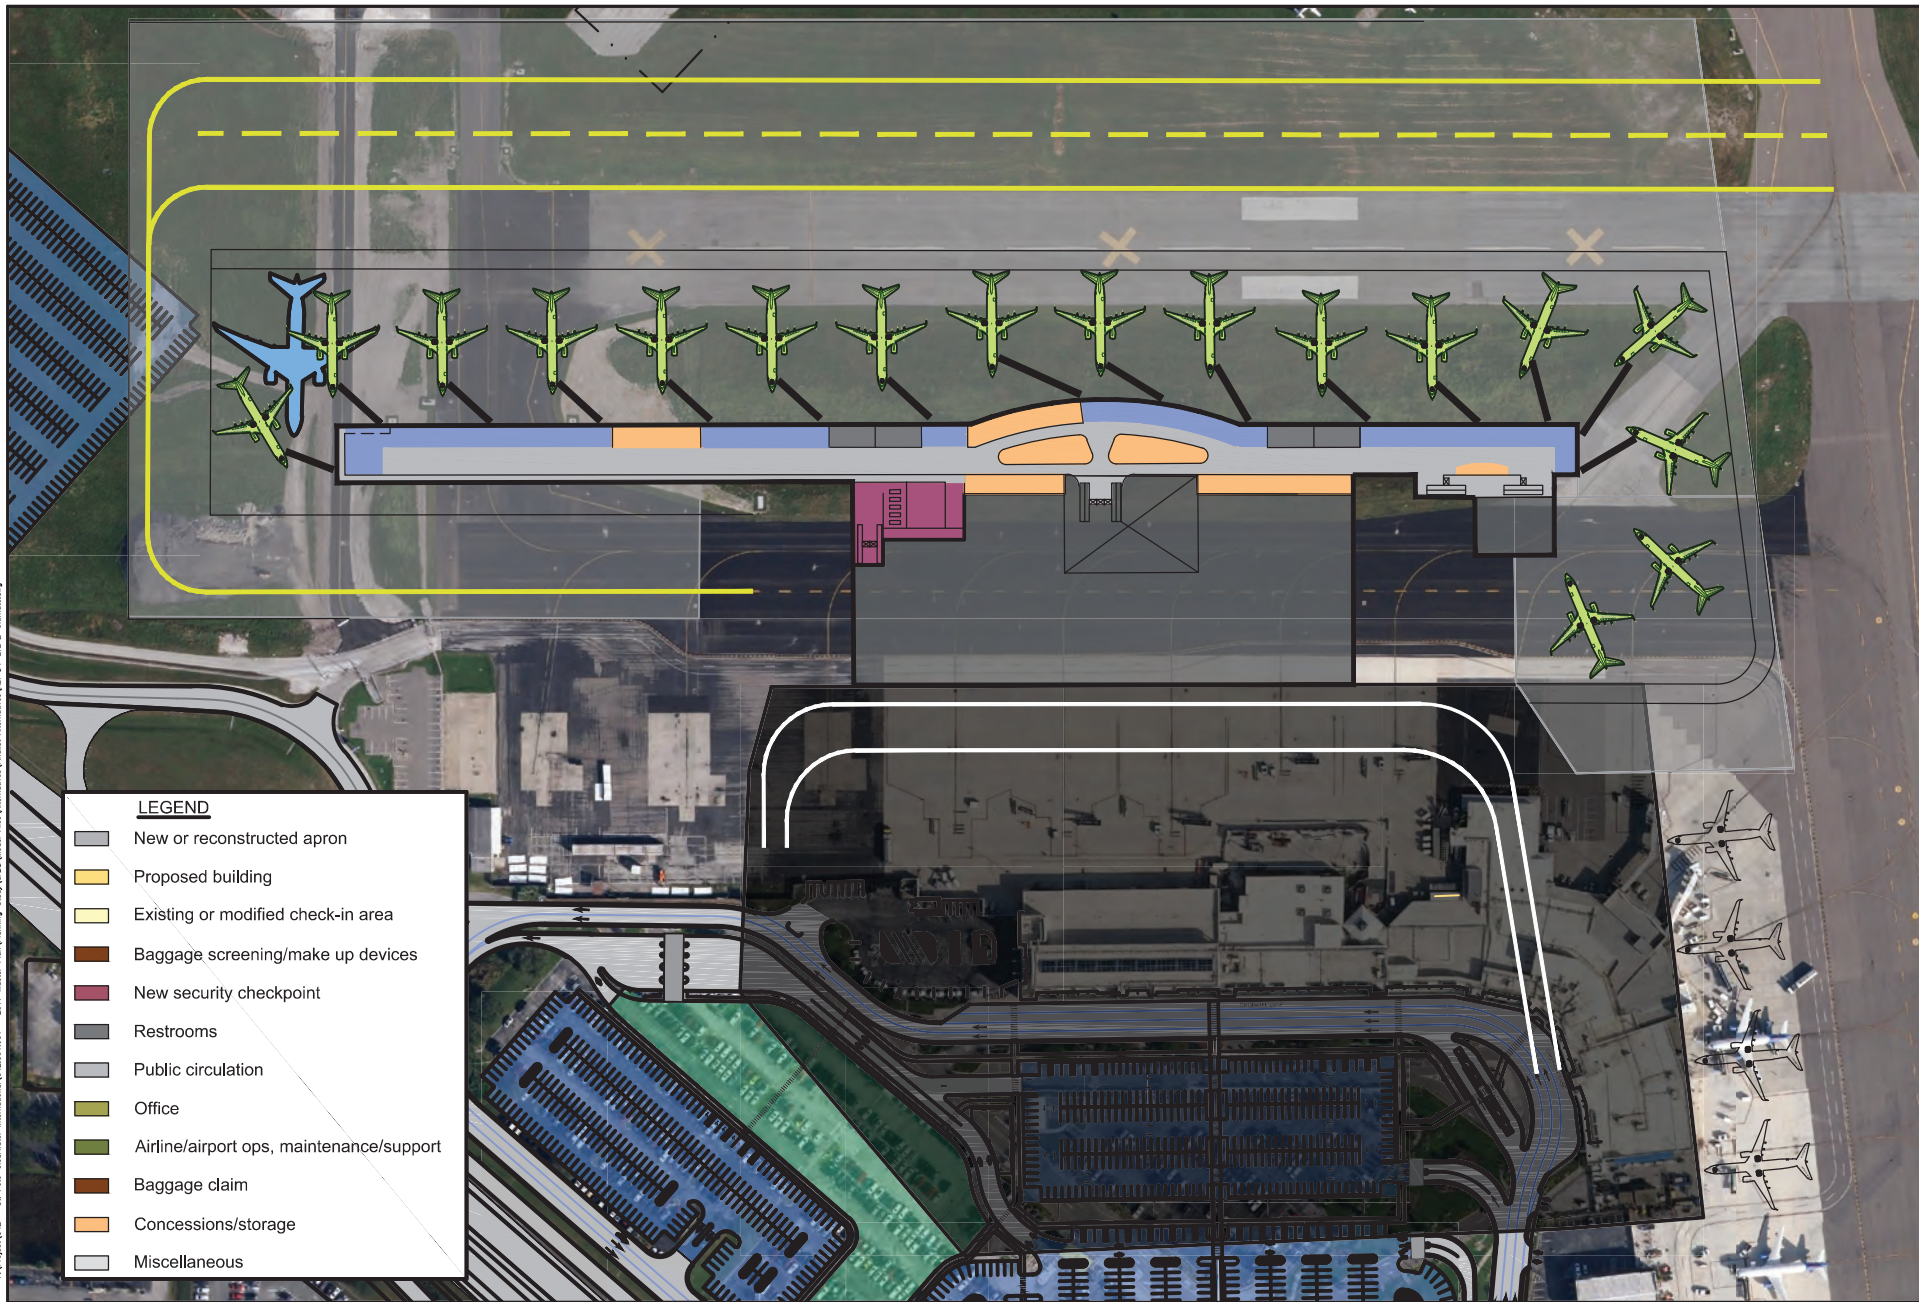 LEGEND
New or reconstructed apron
Proposed building
Existing or modified check-in area
Baggage screening/make up devices
New security checkpoint
Restrooms
Public circulation
Office
Airline/airport ops, maintenance/support
Baggage claim
Concessions/storage
Miscellaneous